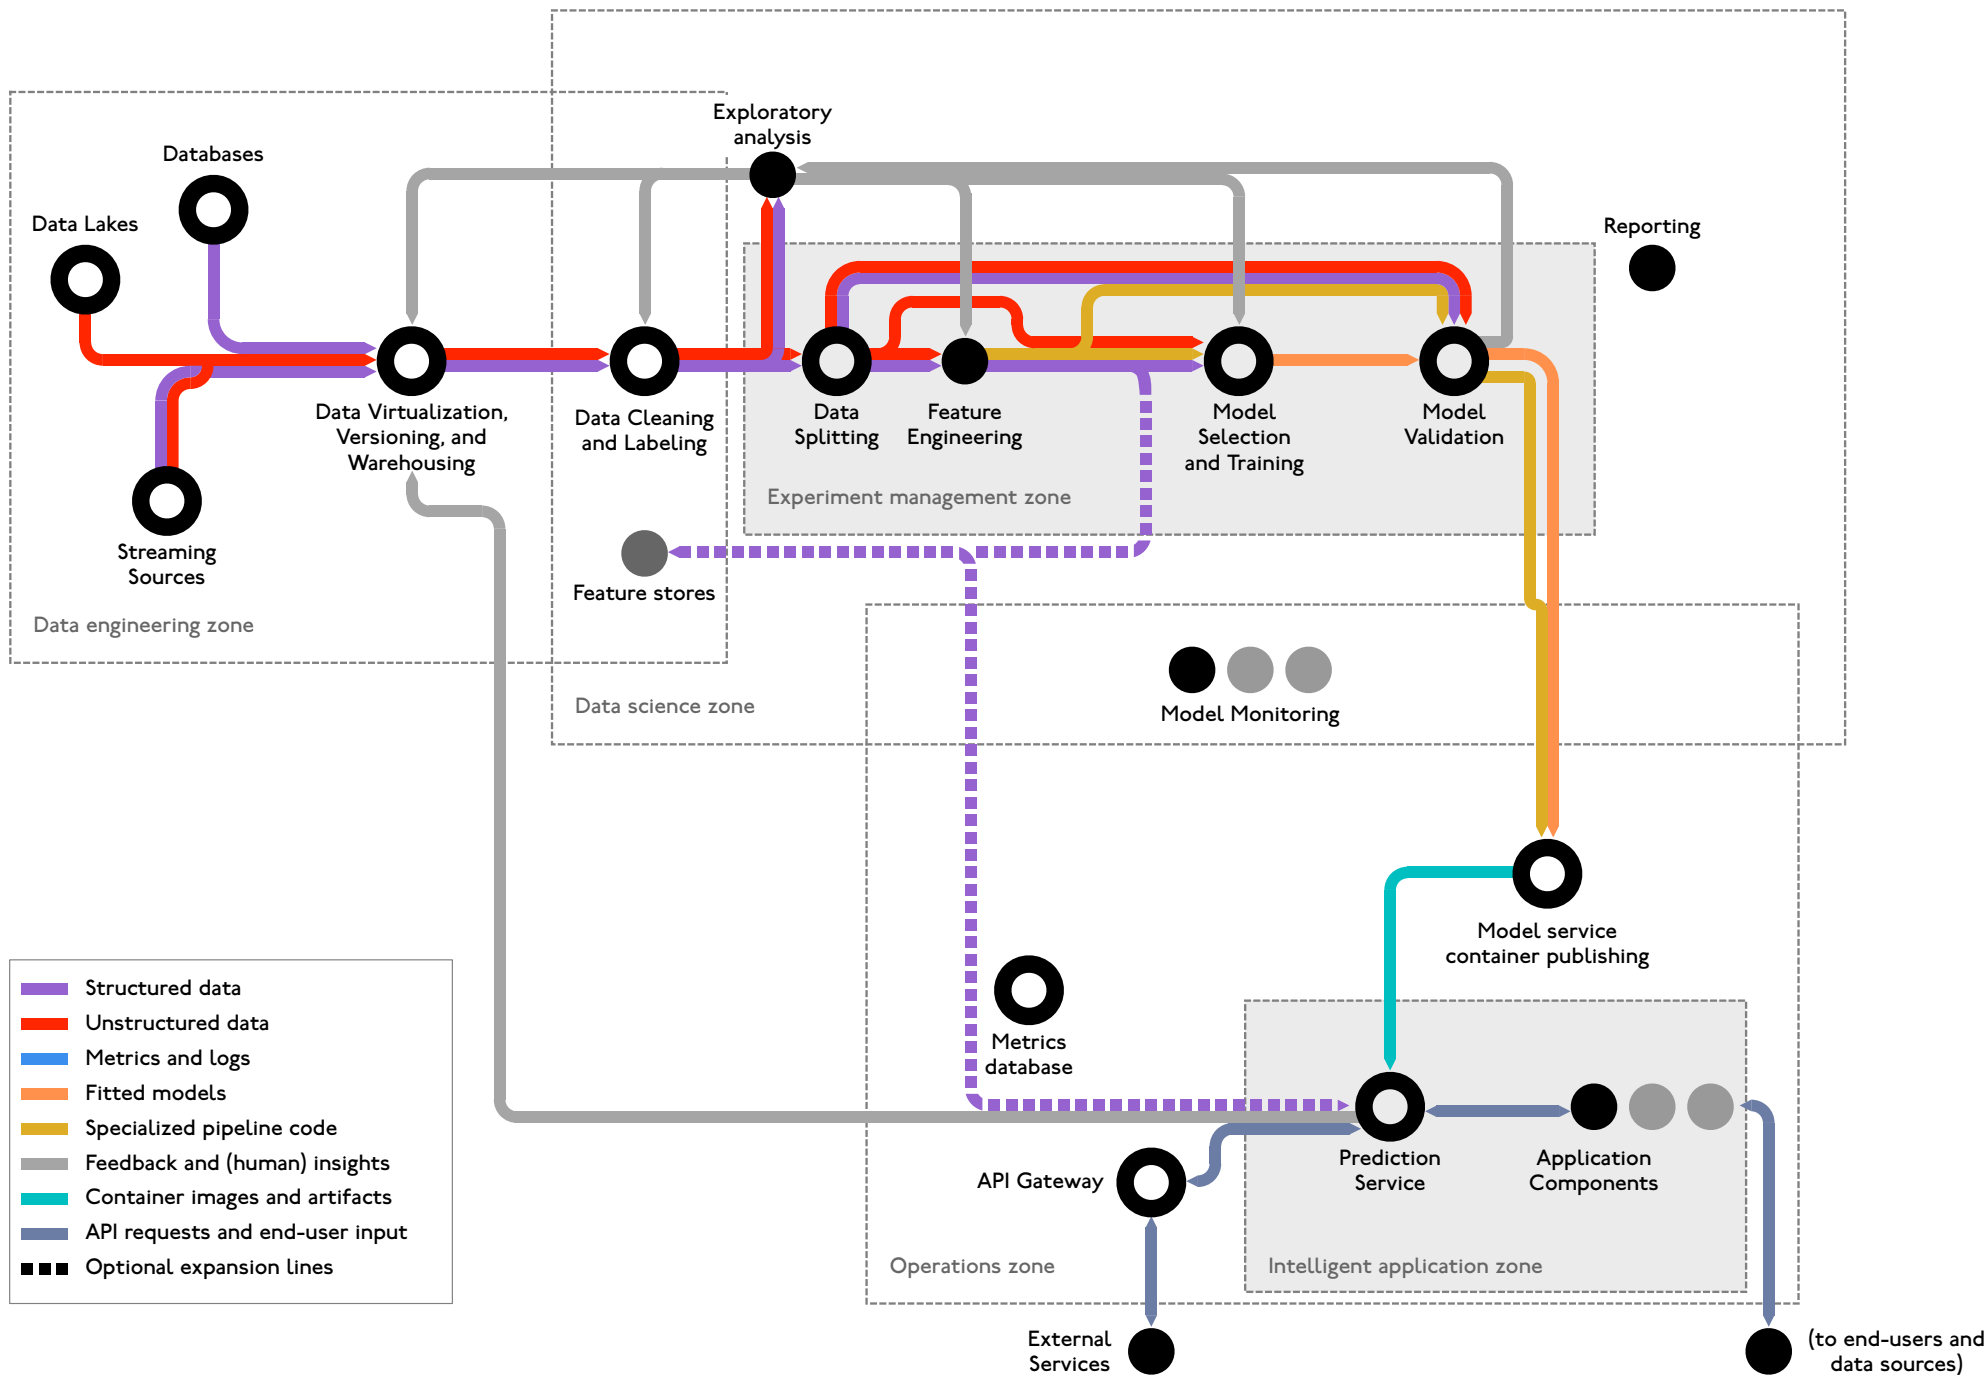 Exploratory
analysis
Databases
Data Lakes
Reporting
Data Virtualization,
Versioning, and
Warehousing
Data Cleaning
and Labeling
Data
Splitting
Feature
Engineering
Model
Selection
and Training
Model
Validation
Experiment management zone
Streaming
Sources
Feature stores
Data engineering zone
Data science zone
Model Monitoring
Model service
container publishing
Metrics
database
Prediction
Service
Application
Components
API Gateway
Operations zone
Intelligent application zone
External
Services
(to end-users and
data sources)
Structured data
Unstructured data
Metrics and logs
Fitted models
Specialized pipeline code
Feedback and (human) insights
Container images and artifacts
API requests and end-user input
Optional expansion lines